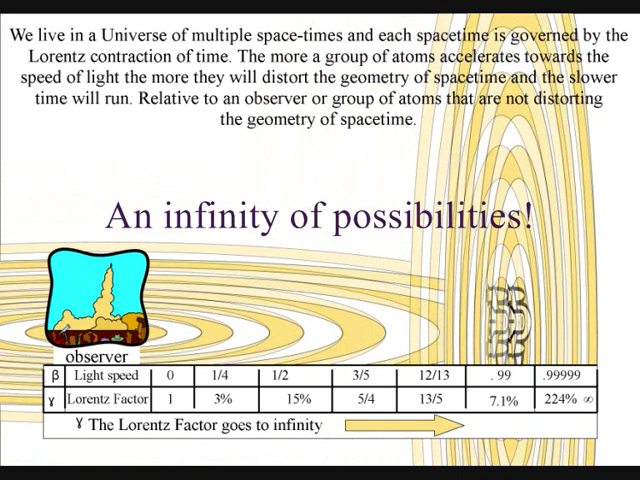 We live in a Universe of multiple space-times and each spacetime is governed by the
Lorentz contraction of time. The more a group of atoms accelerates towards the
speed of light the more they will distort the geometry of spacetime and the slower
time will run. Relative to an observer or group of atoms that are not distorting
the geometry of spacetime.
An infinity of possibilities!
observer
β Light speed 0 1/4 1/2 3/5 12/13 . 99 .99999
γ Lorentz Factor 1 3% 15% 5/4 13/5 7.1% 224% ∞
γ The Lorentz Factor goes to infinity